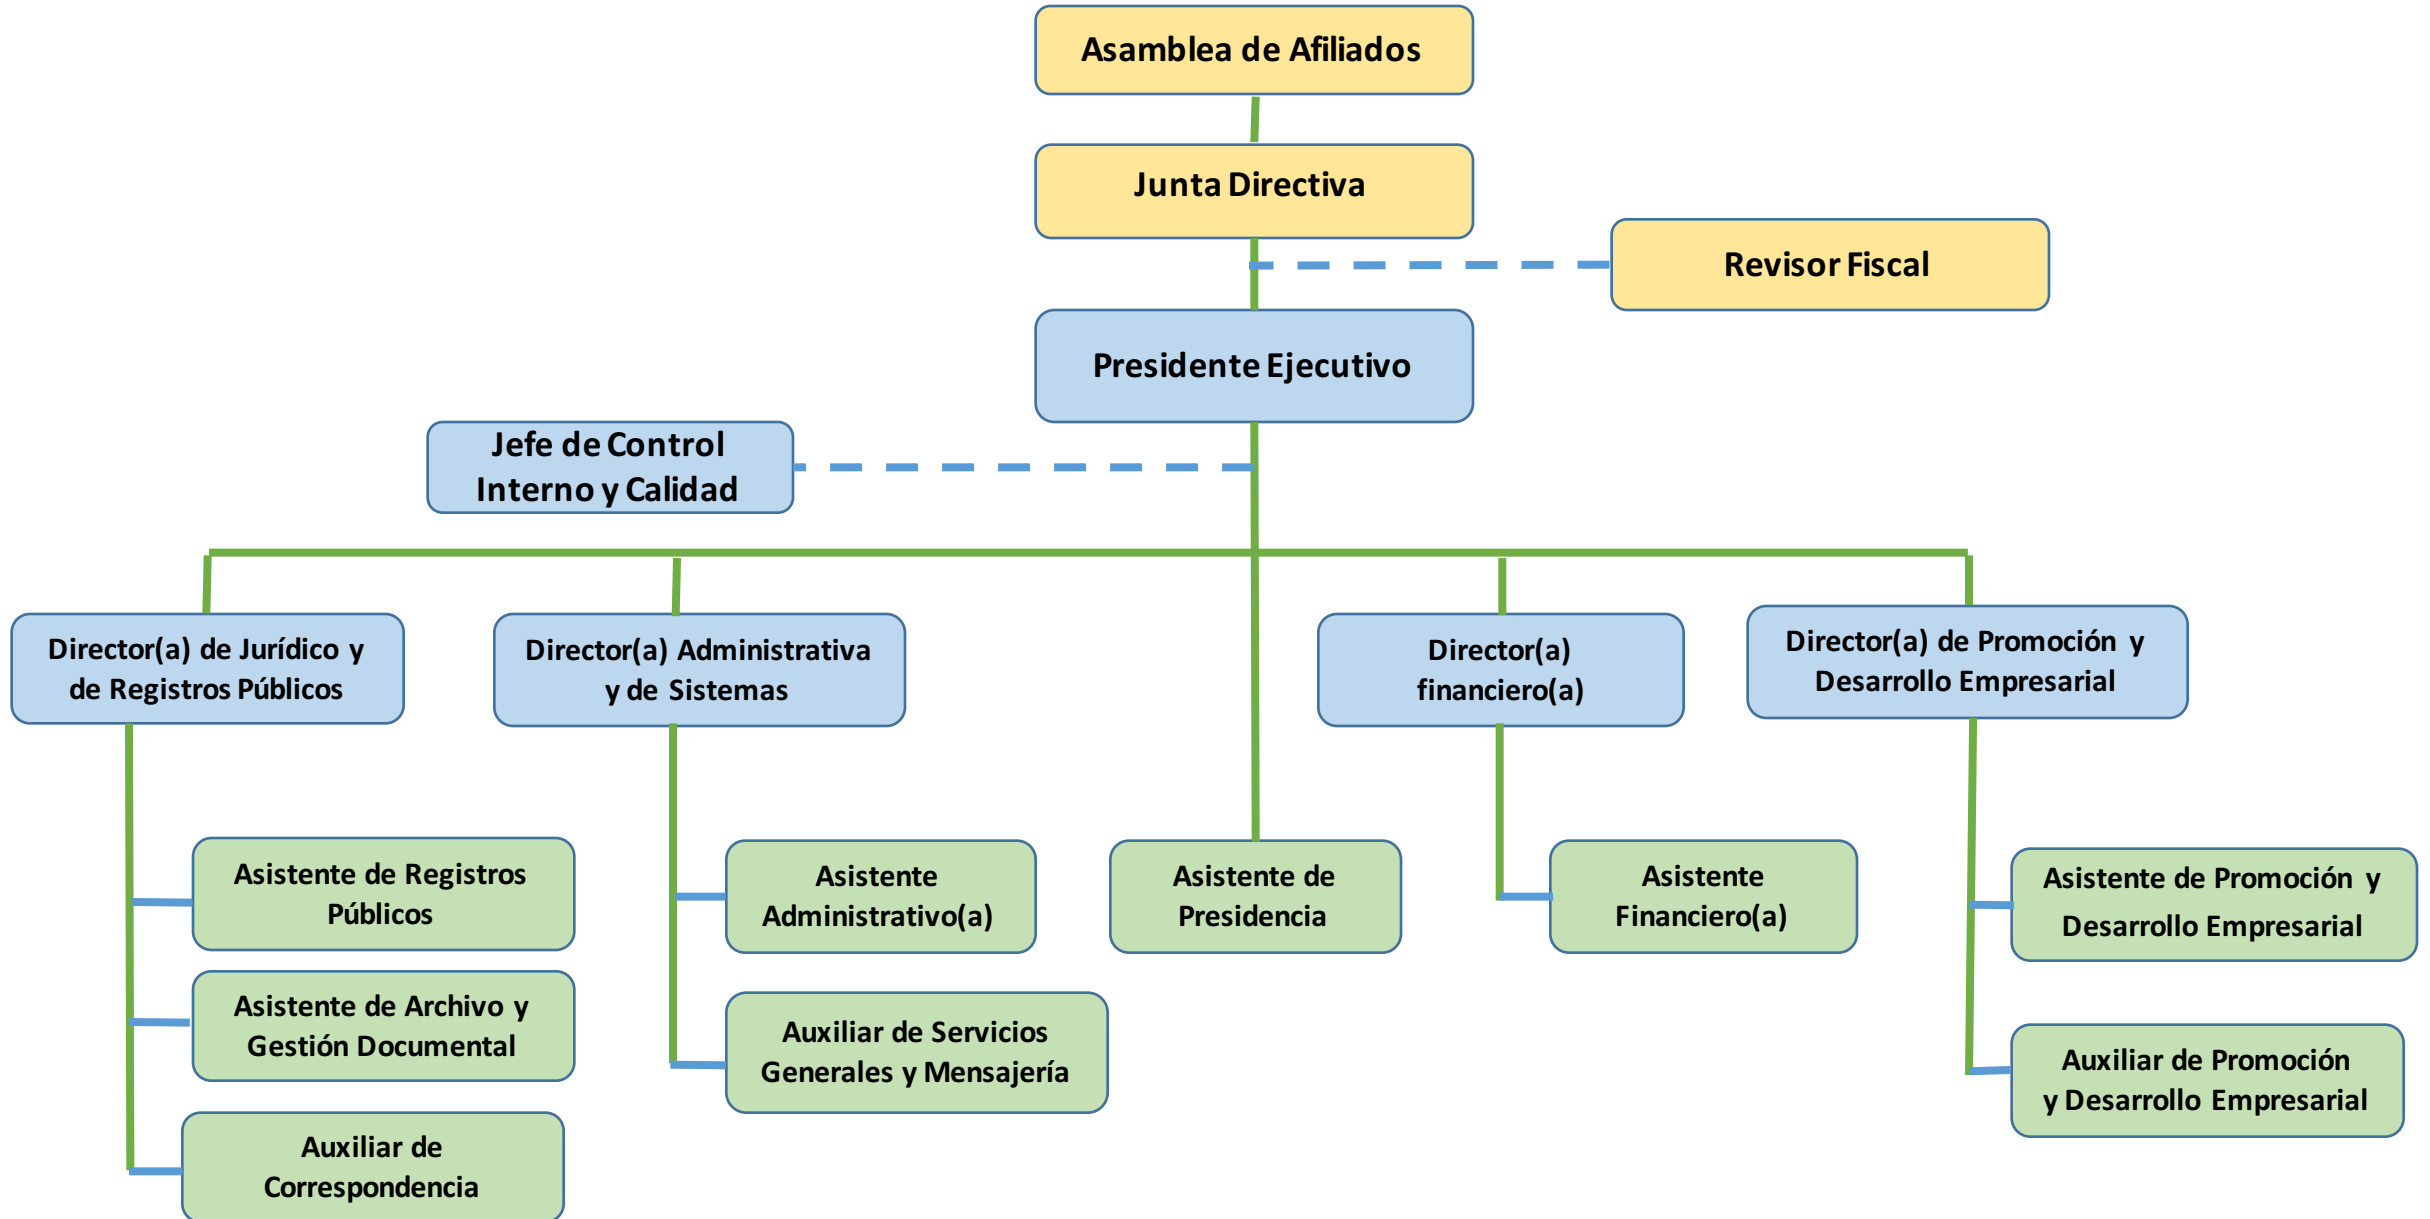 Asamblea de Afiliados
Junta Directiva
Revisor Fiscal
Presidente Ejecutivo
Jefe de Control
Interno y Calidad
Director(a) de Jurídico y
de Registros Públicos
Director(a) Administrativa
y de Sistemas
Director(a)
financiero(a)
Director(a) de Promoción y
Desarrollo Empresarial
Asistente de Registros
Públicos
Asistente de Archivo y
Gestión Documental
Auxiliar de
Correspondencia
Asistente
Administrativo(a)
Auxiliar de Servicios
Generales y Mensajería
Asistente de
Presidencia
Asistente
Financiero(a)
Asistente de Promoción y
Desarrollo Empresarial
Auxiliar de Promoción
y Desarrollo Empresarial